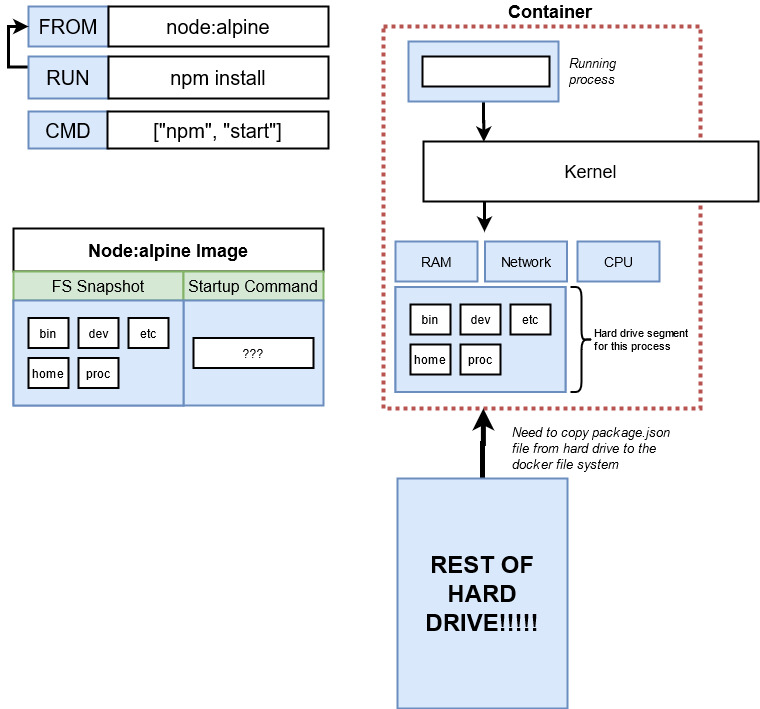 FROM node:alpine
RUN npm install
CMD ["npm", "start"]
Node:alpine Image
FS Snapshot Startup Command
bin dev etc
home proc
???
Container
Running
process
Kernel
RAM Network CPU
bin dev etc
home proc
Hard drive segment
for this process
Need to copy package.json
file from hard drive to the
docker file system
REST OF
HARD
DRIVE!!!!!